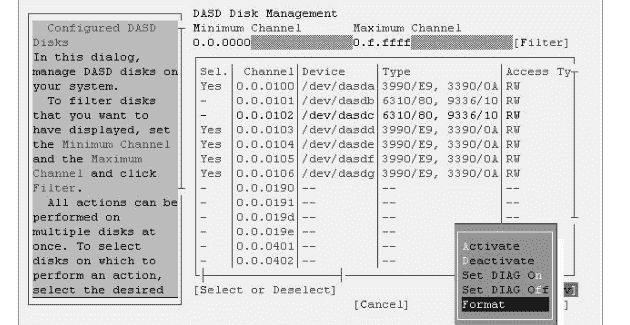 DASD Disk Management
Configured DASD Disks
In this dialog,
manage DASD disks on
your system.
To filter disks
that you want to
have displayed, set
the Minimum Channel
and the Maximum
Channel and click
Filter.
All actions can be
performed on
multiple disks at
once. To select
disks on which to
perform an action,
select the desired
Minimum Channel Maximum Channel
0.0.0000 0.f.ffff [Filter]
Sel. Channel Device Type Access Ty
Yes 0.0.0100 /dev/dasda 3990/E9, 3390/0A RW
- 0.0.0101 /dev/dasdb 6310/80, 9336/10 RW
- 0.0.0102 /dev/dasdc 6310/80, 9336/10 RW
Yes 0.0.0103 /dev/dasdd 3990/E9, 3390/0A RW
Yes 0.0.0104 /dev/dasde 3990/E9, 3390/0A RW
Yes 0.0.0105 /dev/dasdf 3990/E9, 3390/0A RW
Yes 0.0.0106 /dev/dasdg 3990/E9, 3390/0A RW
- 0.0.0190 -- -- --
- 0.0.0191 -- -- --
- 0.0.019d -- -- --
- 0.0.019e -- -- --
- 0.0.0401 -- --
- 0.0.0402 -- --
Activate
Deactivate
Set DIAG On
Set DIAG Off
Format
[Select or Deselect]
[Cancel]